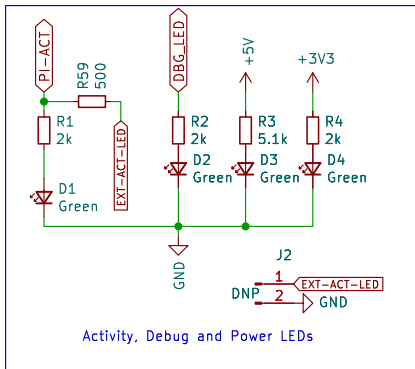 PI-ACT
R59
500
DBG_LED
+5V
+3V3
R1
2k
EXT-ACT-LED
R2
2k
R3
5.1k
R4
2k
D1
Green
D2
Green
D3
Green
D4
Green
GND
J2
DNP
1
EXT-ACT-LED
2
GND
Activity, Debug and Power LEDs